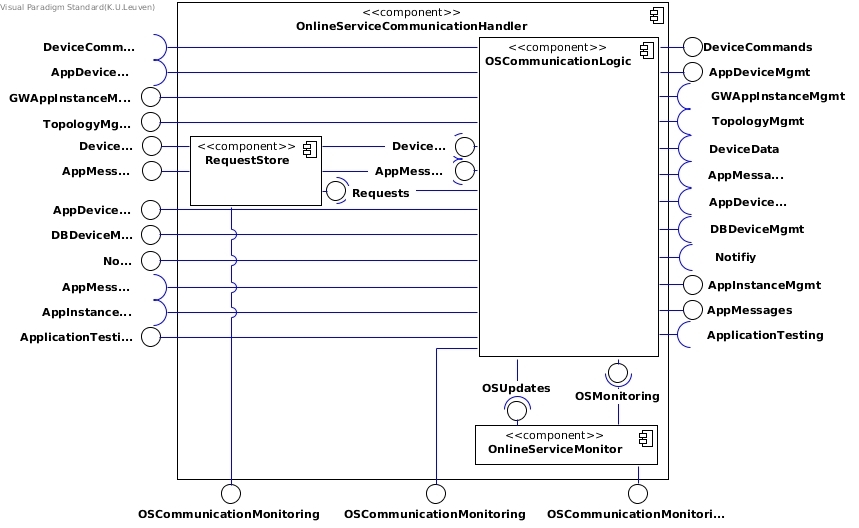 Visual Paradigm Standard(K.U.Leuven)
<<component>>
OnlineServiceCommunicationHandler
DeviceComm...
AppDevice...
GWAppInstanceM...
TopologyMg...
Device...
AppMess...
AppDevice...
DBDeviceM...
No...
AppMess...
AppInstance...
ApplicationTesti...
<<component>>
RequestStore
Device...
AppMess...
Requests
<<component>>
OSCommunicationLogic
DeviceCommands
AppDeviceMgmt
GWAppInstanceMgmt
TopologyMgmt
DeviceData
AppMessa...
AppDevice...
DBDeviceMgmt
Notifiy
AppInstanceMgmt
AppMessages
ApplicationTesting
OSUpdates
OSMonitoring
<<component>>
OnlineServiceMonitor
OSCommunicationMonitoring
OSCommunicationMonitoring
OSCommunicationMonitori...